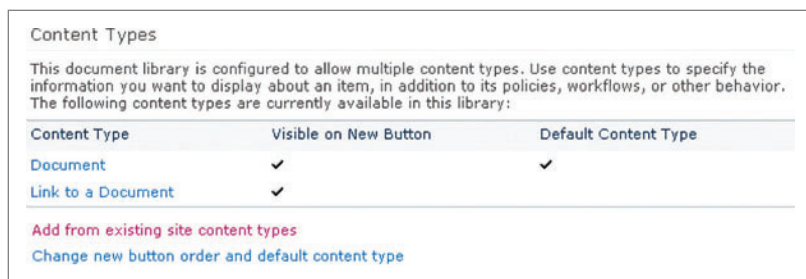 Content Types
This document library is configured to allow multiple content types. Use content types to specify the
information you want to display about an item, in addition to its policies, workflows, or other behavior.
The following content types are currently available in this library:
Content Type Visible on New Button Default Content Type
Document ✔ ✔
Link to a Document ✔
Add from existing site content types
Change new button order and default content type